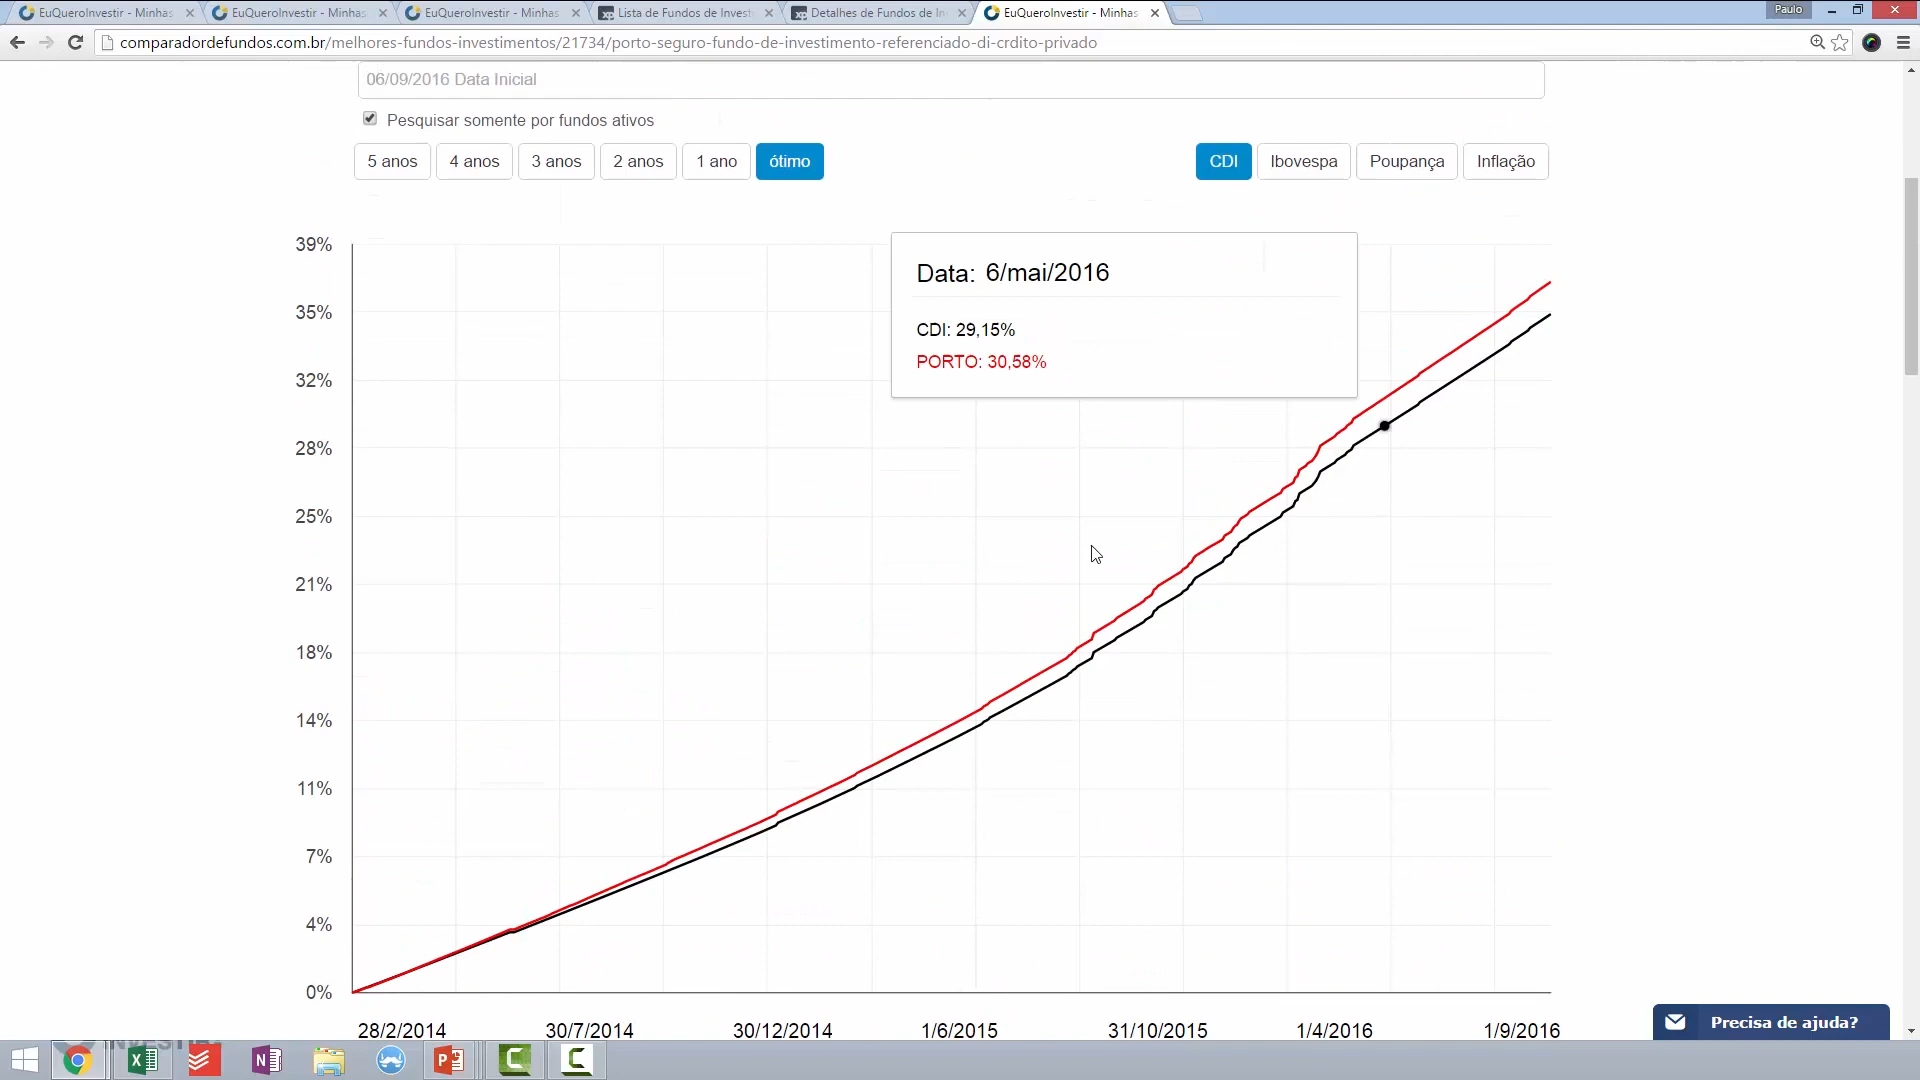 EuQueroInvestir - Minhas
EuQueroInvestir - Minhas
EuQueroInvestir - Minhas
Lista de Fundos de Invest
Detalhes de Fundos de In
EuQueroInvestir - Minhas
Paulo
comparadordefundos.com.br/melhores-fundos-investimentos/21734/porto-seguro-fundo-de-investimento-referenciado-di-crdito-privado
06/09/2016 Data Inicial
Pesquisar somente por fundos ativos
5 anos
4 anos
3 anos
2 anos
1 ano
ótimo
CDI
Ibovespa
Poupança
Inflação
Data: 6/mai/2016
CDI: 29,15%
PORTO: 30,58%
39%
35%
32%
28%
25%
21%
18%
14%
11%
7%
4%
0%
28/2/2014
30/7/2014
30/12/2014
1/6/2015
31/10/2015
1/4/2016
1/9/2016
Precisa de ajuda?